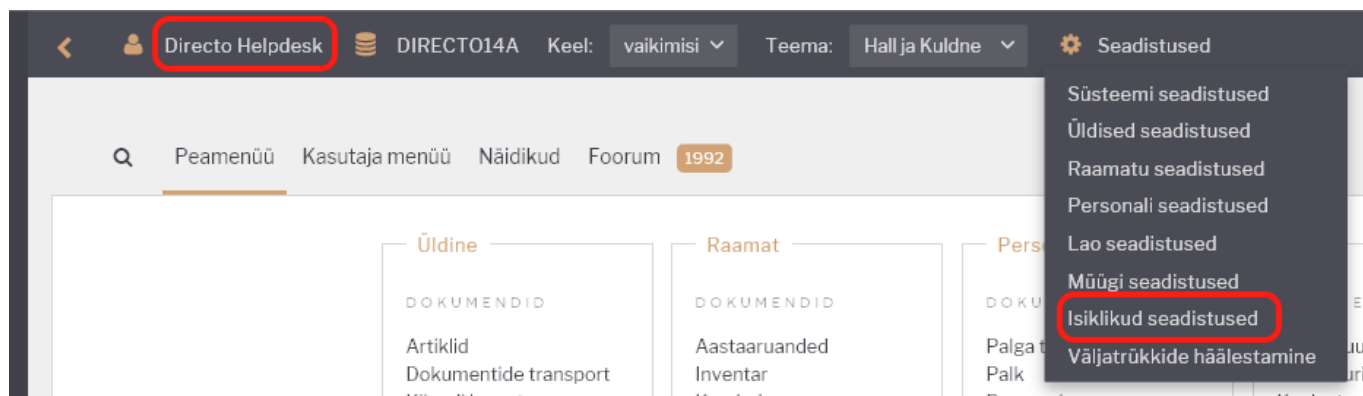 Directo Helpdesk DIRECTO14A Keel: vaikimisi Teema: Hall ja Kuldne Seadistused
Süsteemi seadistused
Üldised seadistused
Raamatu seadistused
Personali seadistused
Lao seadistused
Müügi seadistused
Isiklikud seadistused
Väljatrükkide häälestamine
Peamenüü Kasutaja menüü Näidikud Foorum 1992
Üldine
DOKUMENDID
Artiklid
Dokumentide transport
Raamat
DOKUMENDID
Aastaaruanded
Inventar
Palk